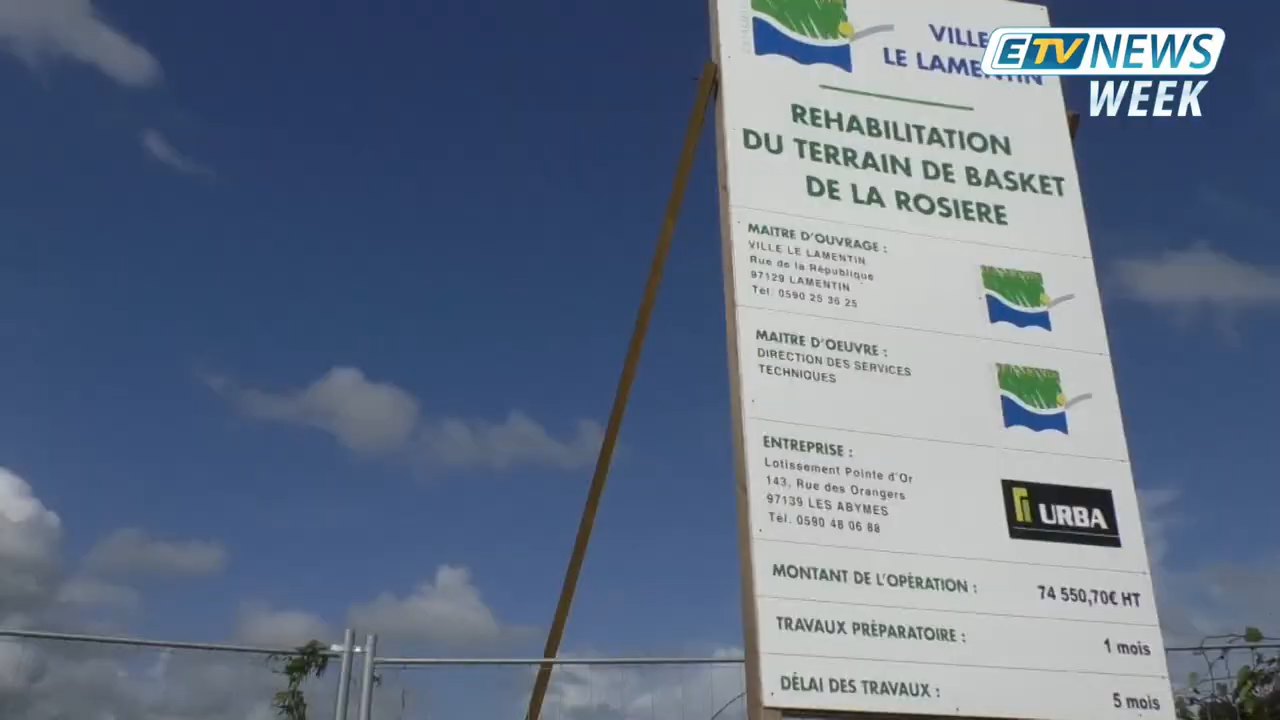 ETV NEWS
WEEK
VILLE
LE LAMENTIN
REHABILITATION
DU TERRAIN DE BASKET
DE LA ROSIERE
MAITRE D'OUVRAGE :
VILLE LE LAMENTIN
Rue de la République
97129 LAMENTIN
Tél. 0590 25 36 25
MAITRE D'OEUVRE :
DIRECTION DES SERVICES
TECHNIQUES
ENTREPRISE :
Lotissement Pointe d'Or
143, Rue des Orangers
97139 LES ABYMES
Tél. 0590 48 06 88
URBA
MONTANT DE L'OPÉRATION : 74 550,70€ HT
TRAVAUX PRÉPARATOIRE : 1 mois
DÉLAI DES TRAVAUX : 5 mois